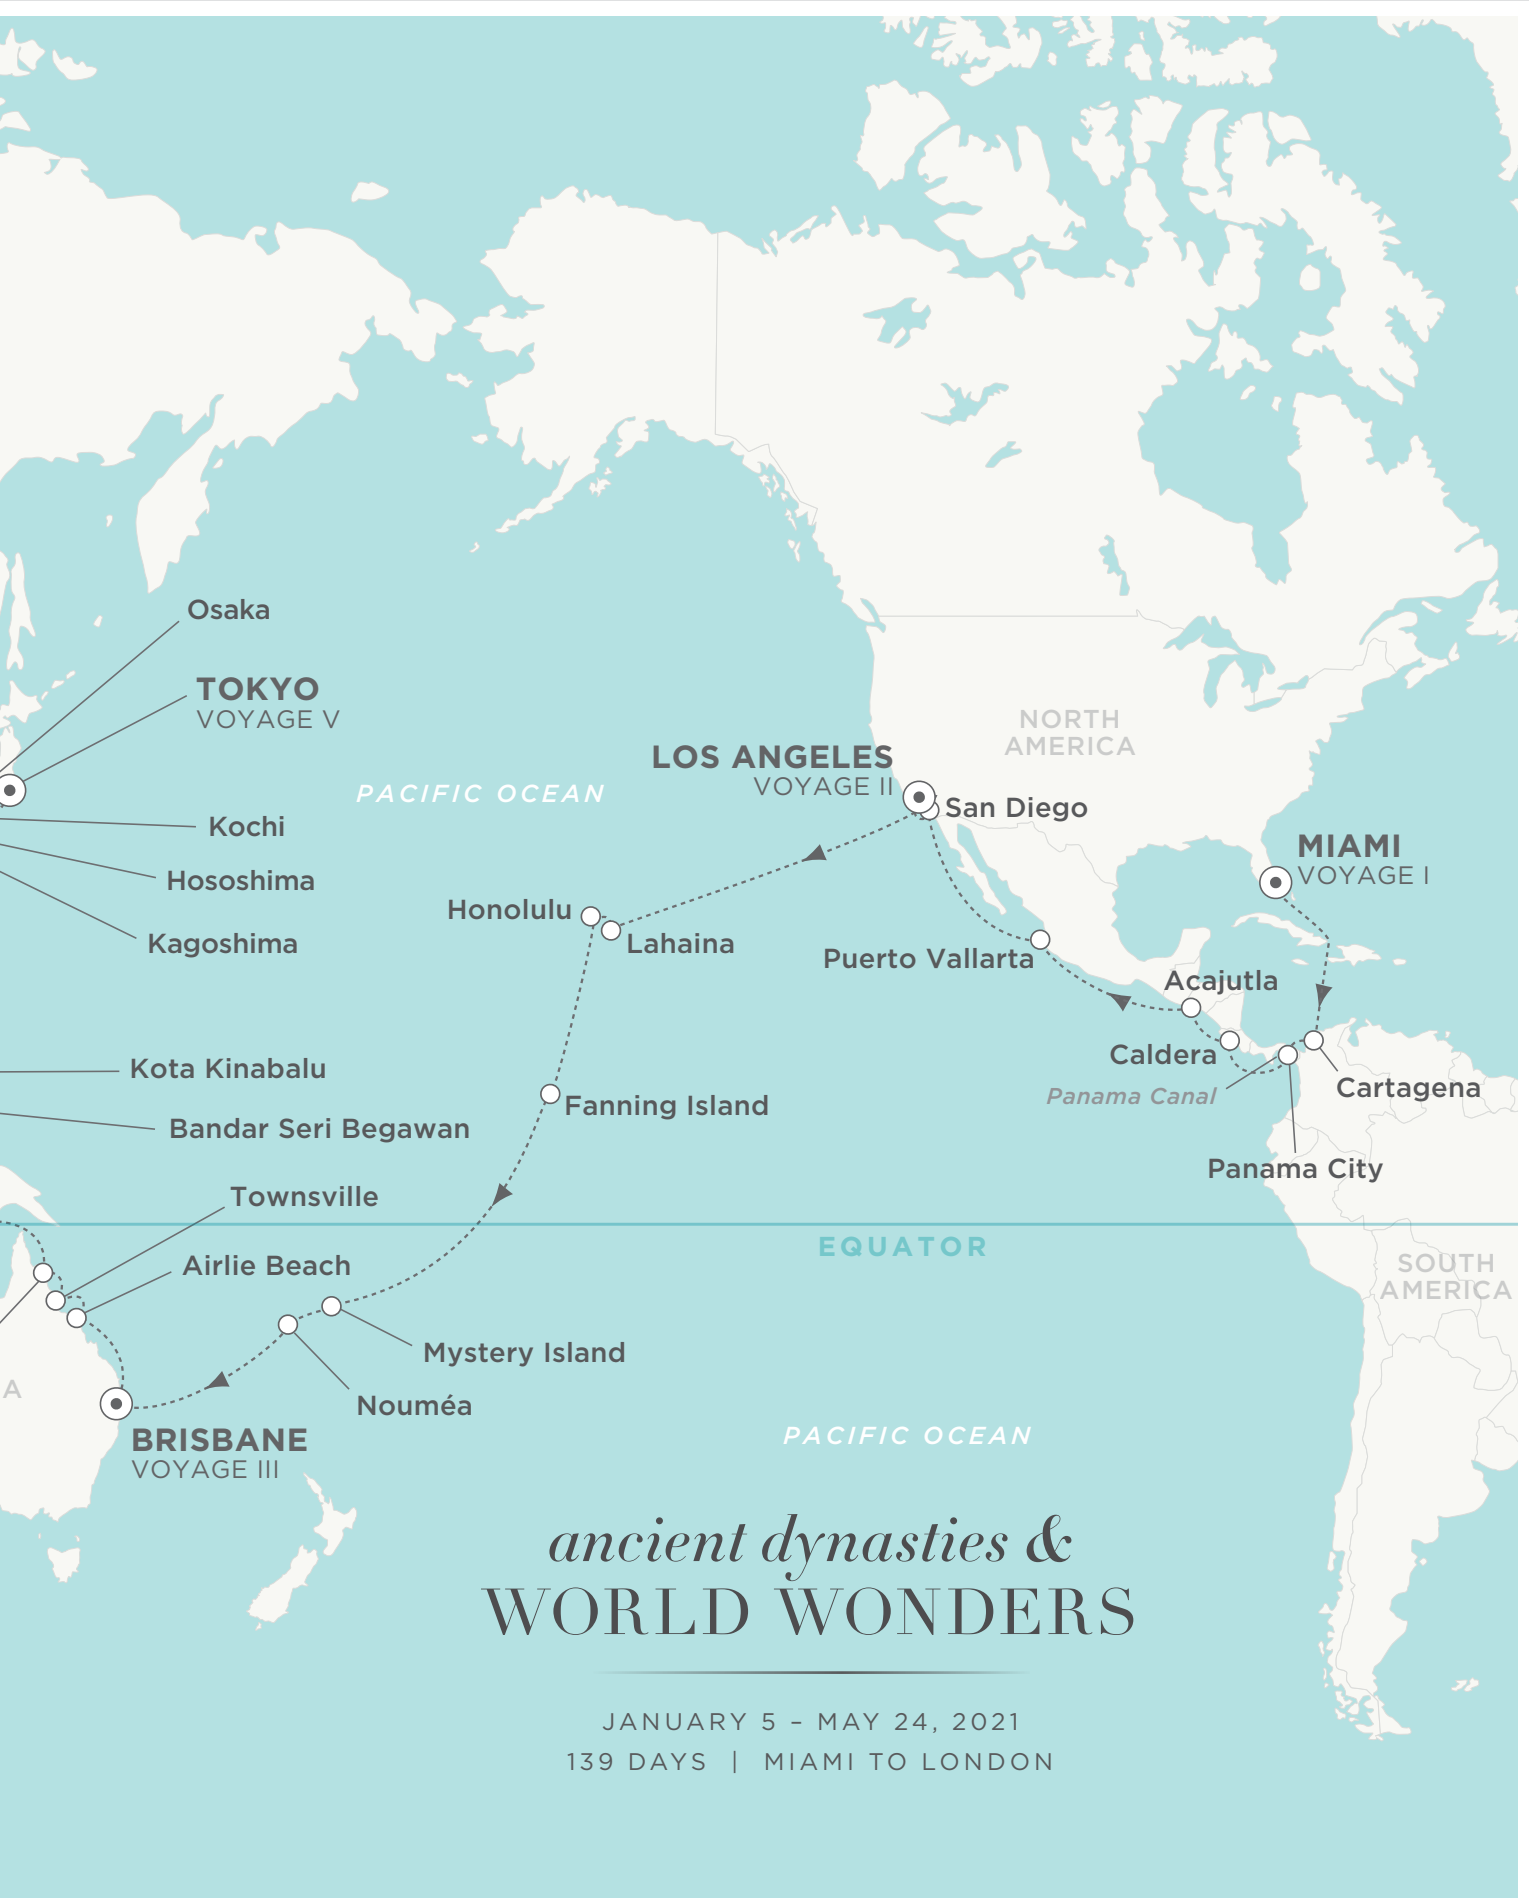 Osaka
TOKYO
VOYAGE V
NORTH
AMERICA
LOS ANGELES
VOYAGE II
PACIFIC OCEAN
San Diego
Kochi
MIAMI
VOYAGE I
Hososhima
Honolulu
Lahaina
Kagoshima
Puerto Vallarta
Acajutla
Caldera
Kota Kinabalu
Cartagena
Panama Canal
Fanning Island
Bandar Seri Begawan
Panama City
Townsville
EQUATOR
Airlie Beach
SOUTH
AMERICA
Mystery Island
A
Nouméa
BRISBANE
VOYAGE III
PACIFIC OCEAN
ancient dynasties &
WORLD WONDERS
JANUARY 5 – MAY 24, 2021
139 DAYS | MIAMI TO LONDON